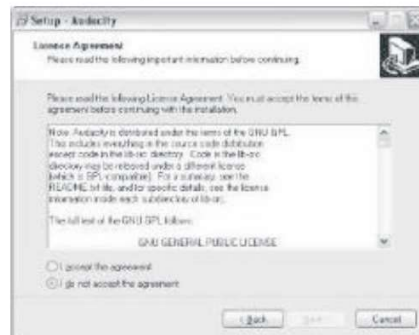 Setup - Audacity
License Agreement
Please read the following important information before continuing.
Please read the following License Agreement. You must accept the terms of this
agreement before continuing with the installation.
Note: Audacity is distributed under the terms of the GNU GPL.
This includes everything in the source code distribution
except code in the lib-src directory. Code in the lib-src
directory may be released under a different license
(which is GPL-compatible). For a summary, see the
README.txt file, and for specific details, see the license
information inside each subdirectory of lib-src.
The full text of the GNU GPL follows:
GNU GENERAL PUBLIC LICENSE
I accept the agreement
I do not accept the agreement
< Back
Cancel